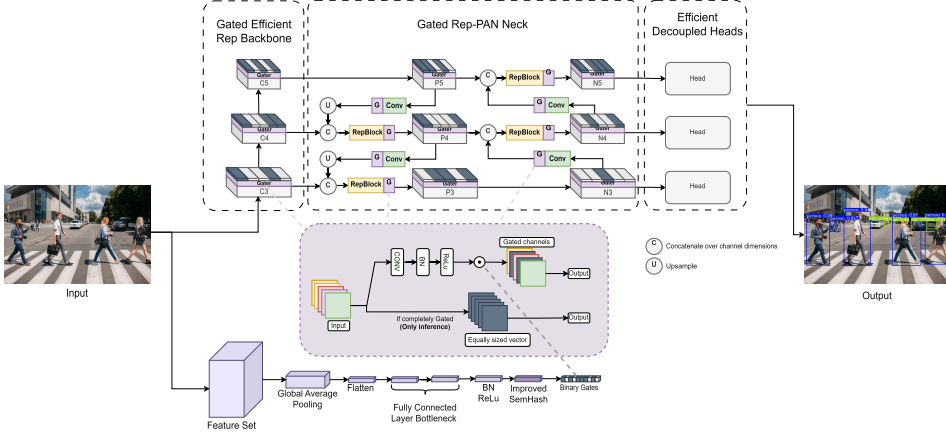 Gated Efficient
Rep Backbone
Gated Rep-PAN Neck
Efficient
Decoupled Heads
Gater
C5
Gater
P5
C
RepBlock
G
Gater
N5
Head
U
G
Conv
G
Conv
Gater
C4
C
RepBlock
G
Gater
P4
C
RepBlock
G
Gater
N4
Head
U
G
Conv
G
Conv
Gater
C3
C
RepBlock
G
Gater
P3
Gater
N3
Head
Input
Output
C
Concatenate over channel dimensions
U
Upsample
Input
CONV
BN
ReLu
Gated channels
Output
If completely Gated
(Only inference)
Equally sized vector
Output
Feature Set
Global Average
Pooling
Flatten
Fully Connected
Layer Bottleneck
BN
ReLu
Improved
SemHash
Binary Gates